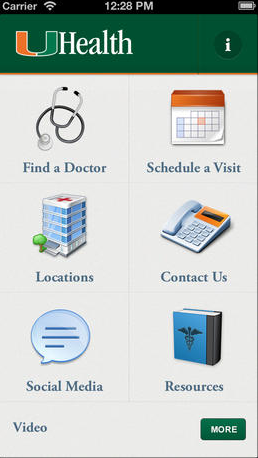 Carrier 12:28 PM
UHealth
i
Find a Doctor
Schedule a Visit
Locations
Contact Us
Social Media
Resources
Video
MORE